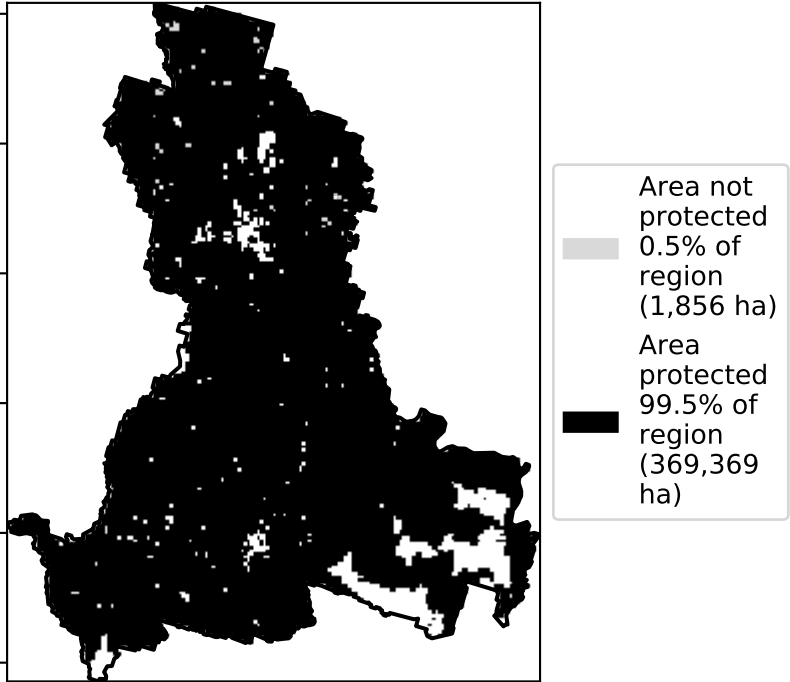 Area not
protected
0.5% of
region
(1,856 ha)
Area
protected
99.5% of
region
(369,369
ha)